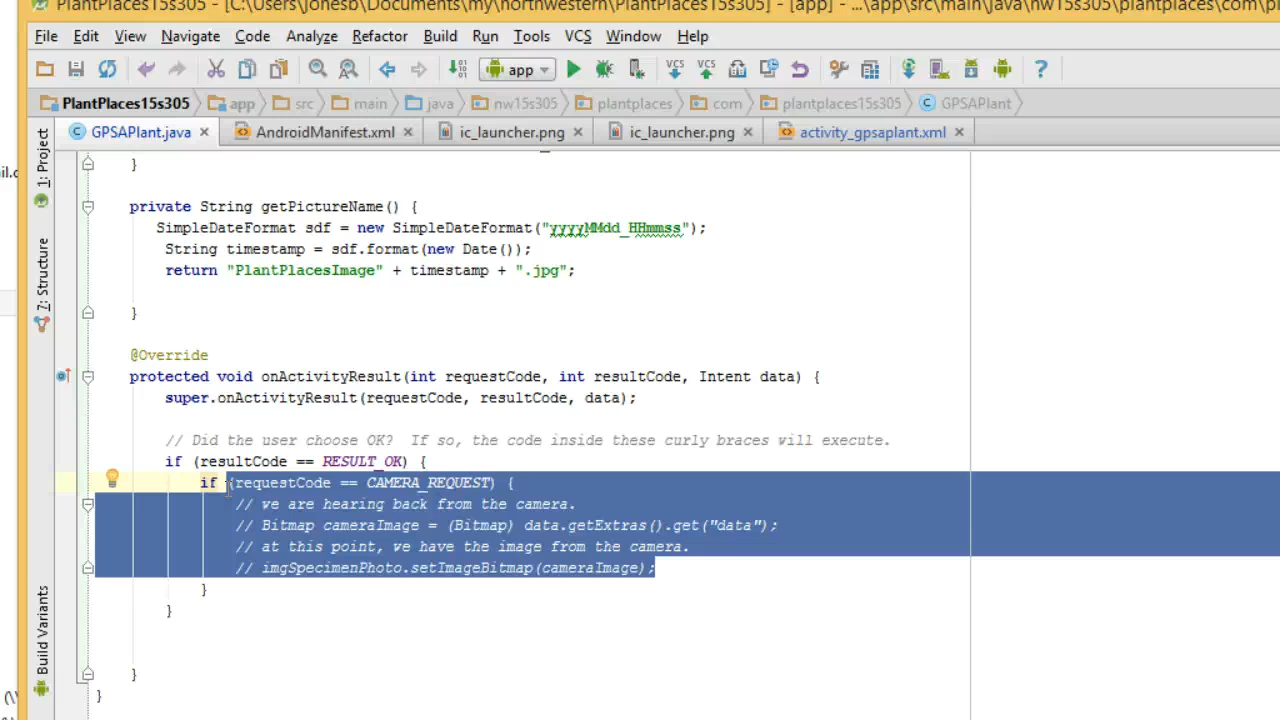 PlantPlaces15s305 - [C:\Users\jonesb\Documents\my\northwestern\PlantPlaces15s305] - [app] - ...\app\src\main\java\nw15s305\plantplaces\com\p
File Edit View Navigate Code Analyze Refactor Build Run Tools VCS Window Help
app
PlantPlaces15s305 app src main java nw15s305 plantplaces com plantplaces15s305 GPSAPlant
GPSAPlant.java AndroidManifest.xml ic_launcher.png ic_launcher.png activity_gpsaplant.xml
1: Project
7: Structure
Build Variants
}
private String getPictureName() {
SimpleDateFormat sdf = new SimpleDateFormat("yyyyMMdd_HHmmss");
String timestamp = sdf.format(new Date());
return "PlantPlacesImage" + timestamp + ".jpg";
}
@Override
protected void onActivityResult(int requestCode, int resultCode, Intent data) {
super.onActivityResult(requestCode, resultCode, data);
// Did the user choose OK?  If so, the code inside these curly braces will execute.
if (resultCode == RESULT_OK) {
if (requestCode == CAMERA_REQUEST) {
// we are hearing back from the camera.
// Bitmap cameraImage = (Bitmap) data.getExtras().get("data");
// at this point, we have the image from the camera.
// imgSpecimenPhoto.setImageBitmap(cameraImage);
}
}
}
}